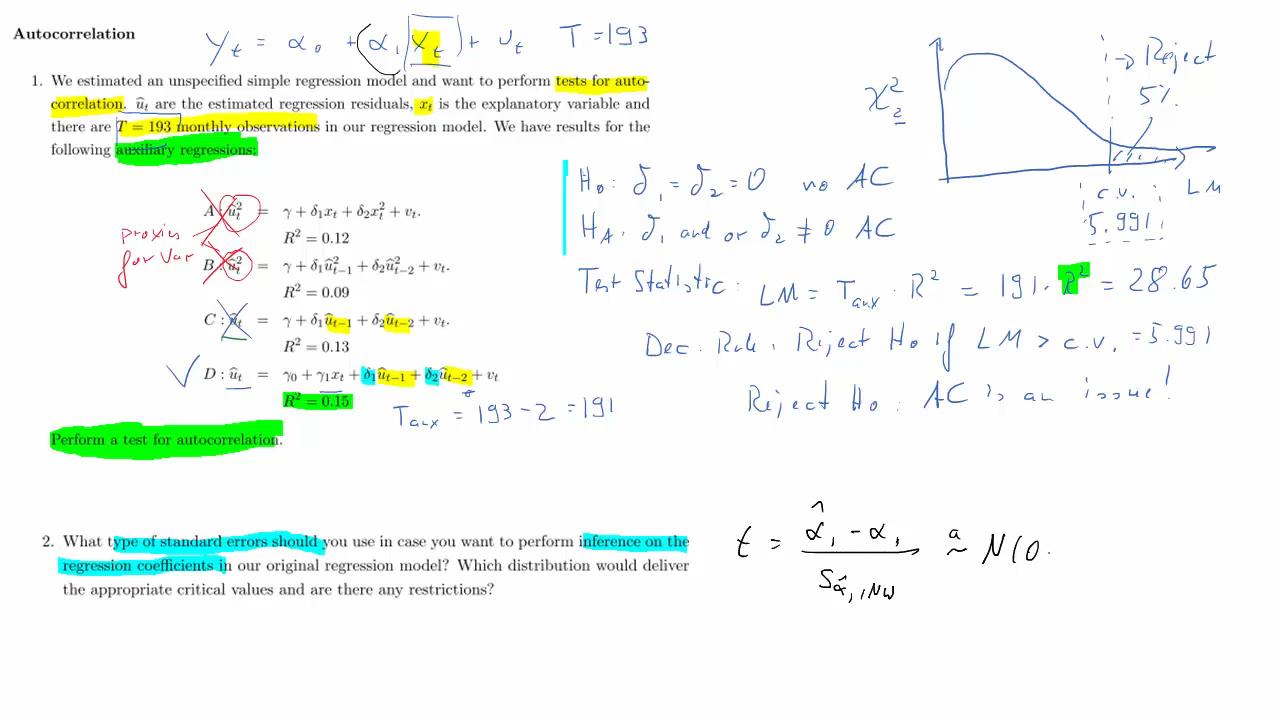 Autocorrelation
y_t = α_0 + α_1 x_t + u_t T = 193
1. We estimated an unspecified simple regression model and want to perform tests for auto-
correlation. û_t are the estimated regression residuals, x_t is the explanatory variable and
there are T = 193 monthly observations in our regression model. We have results for the
following auxiliary regressions:
A : û_t^2 = γ + δ_1x_t + δ_2x_t^2 + v_t.
R^2 = 0.12
proxies
for Var
B : û_t^2 = γ + δ_1û_{t−1}^2 + δ_2û_{t−2}^2 + v_t.
R^2 = 0.09
C : û_t = γ + δ_1û_{t−1} + δ_2û_{t−2} + v_t.
R^2 = 0.13
D : û_t = γ_0 + γ_1x_t + δ_1û_{t−1} + δ_2û_{t−2} + v_t
R^2 = 0.15
T_aux = 193 − 2 = 191
Perform a test for autocorrelation.
χ_2^2
→ Reject
5%
c.v. LM
5.991
H_0 : δ_1 = δ_2 = 0 no AC
H_A : δ_1 and or δ_2 ≠ 0 AC
Test Statistic : LM = T_aux · R^2 = 191 · R^2 = 28.65
Dec. Rule : Reject H_0 if LM > c.v. = 5.991
Reject H_0 : AC is an issue!
2. What type of standard errors should you use in case you want to perform inference on the
regression coefficients in our original regression model? Which distribution would deliver
the appropriate critical values and are there any restrictions?
t = (α̂_1 − α_1) / S_{α̂_1, NW} a ~ N(0.